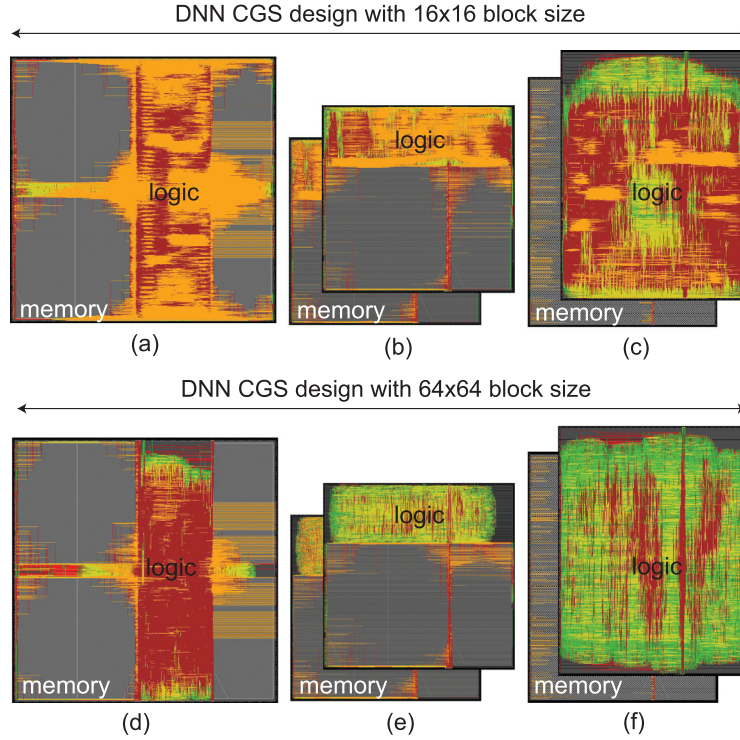 DNN CGS design with 16x16 block size
logic
logic
logic
memory
memory
memory
(a)
(b)
(c)
DNN CGS design with 64x64 block size
logic
logic
logic
memory
memory
memory
(d)
(e)
(f)